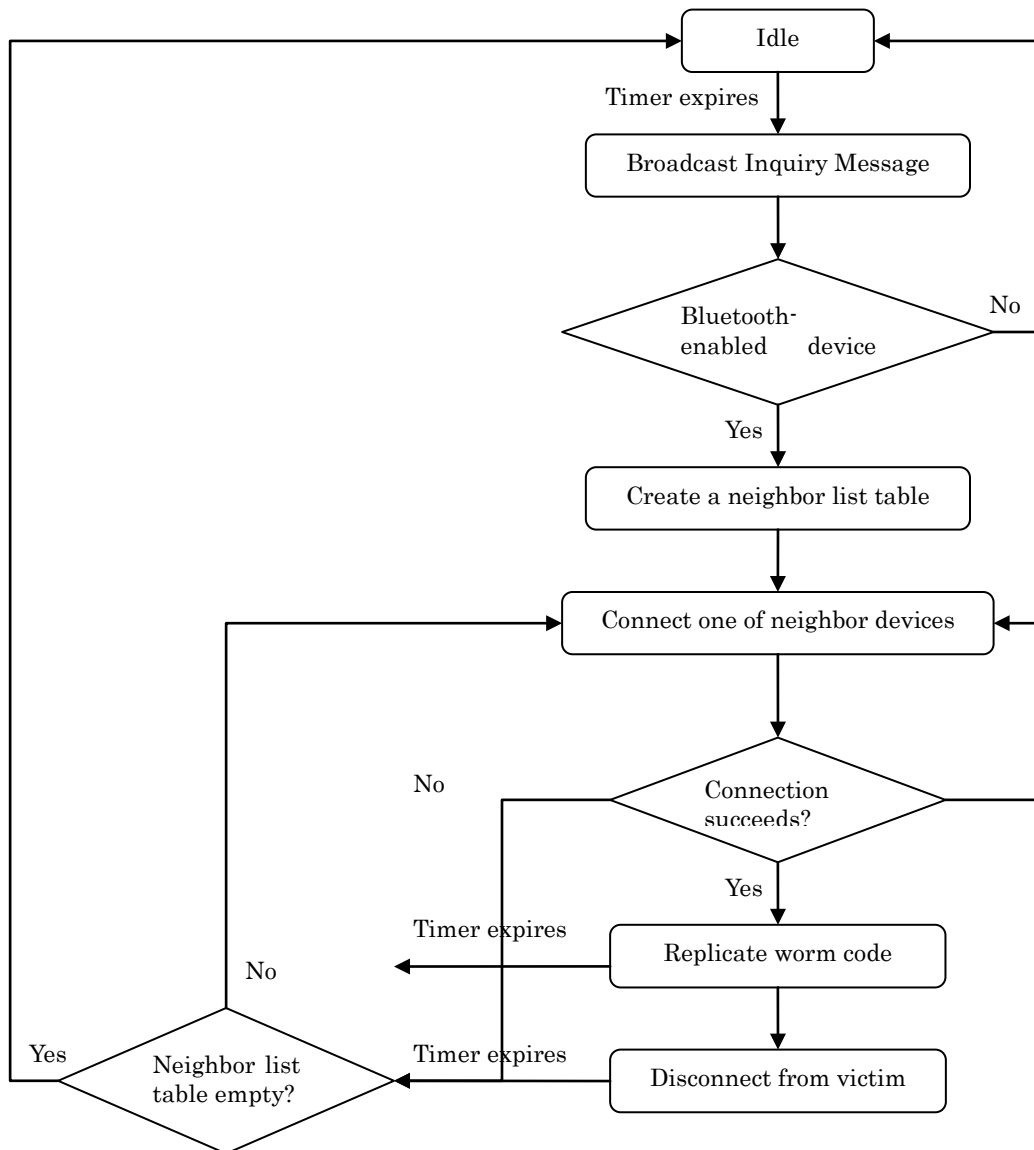 Idle
Timer expires
Broadcast Inquiry Message
Bluetooth-
enabled device
No
Yes
Create a neighbor list table
Connect one of neighbor devices
No
Connection
succeeds?
Yes
Timer expires
Replicate worm code
No
Yes
Neighbor list
table empty?
Timer expires
Disconnect from victim